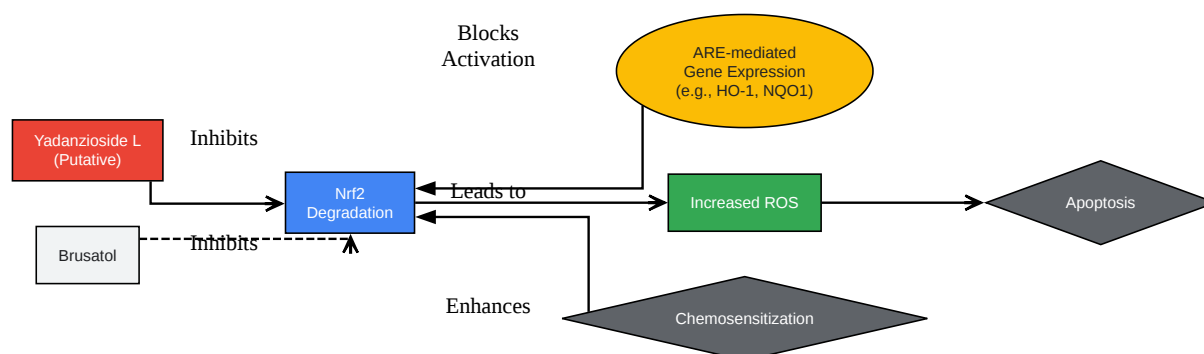 Blocks
Activation
ARE-mediated
Gene Expression
(e.g., HO-1, NQO1)
Yadanzioside L
(Putative)
Inhibits
Nrf2
Degradation
Leads to
Increased ROS
Apoptosis
Brusatol
Inhibits
Enhances
Chemosensitization